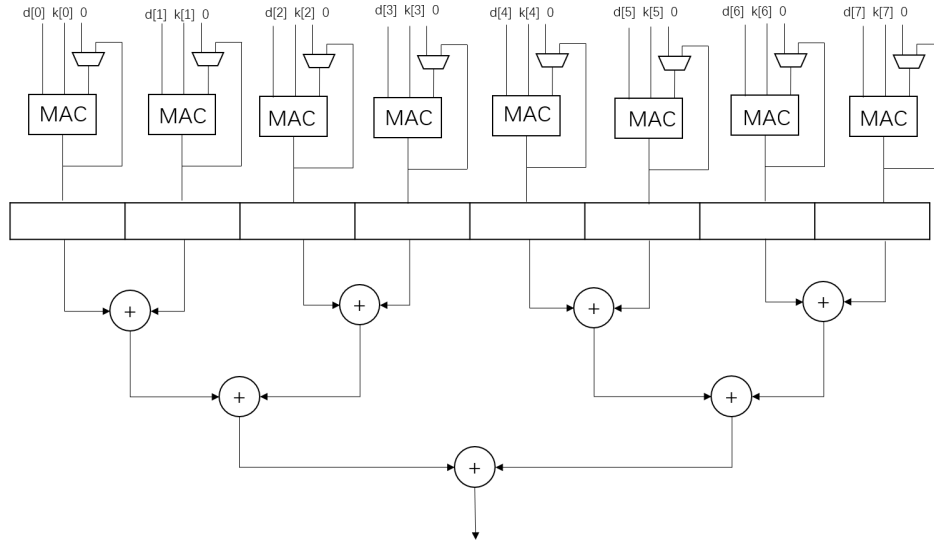 d[0] k[0] 0 d[1] k[1] 0 d[2] k[2] 0 d[3] k[3] 0 d[4] k[4] 0 d[5] k[5] 0 d[6] k[6] 0 d[7] k[7] 0
MAC MAC MAC MAC MAC MAC MAC MAC
+ + + +
+ +
+